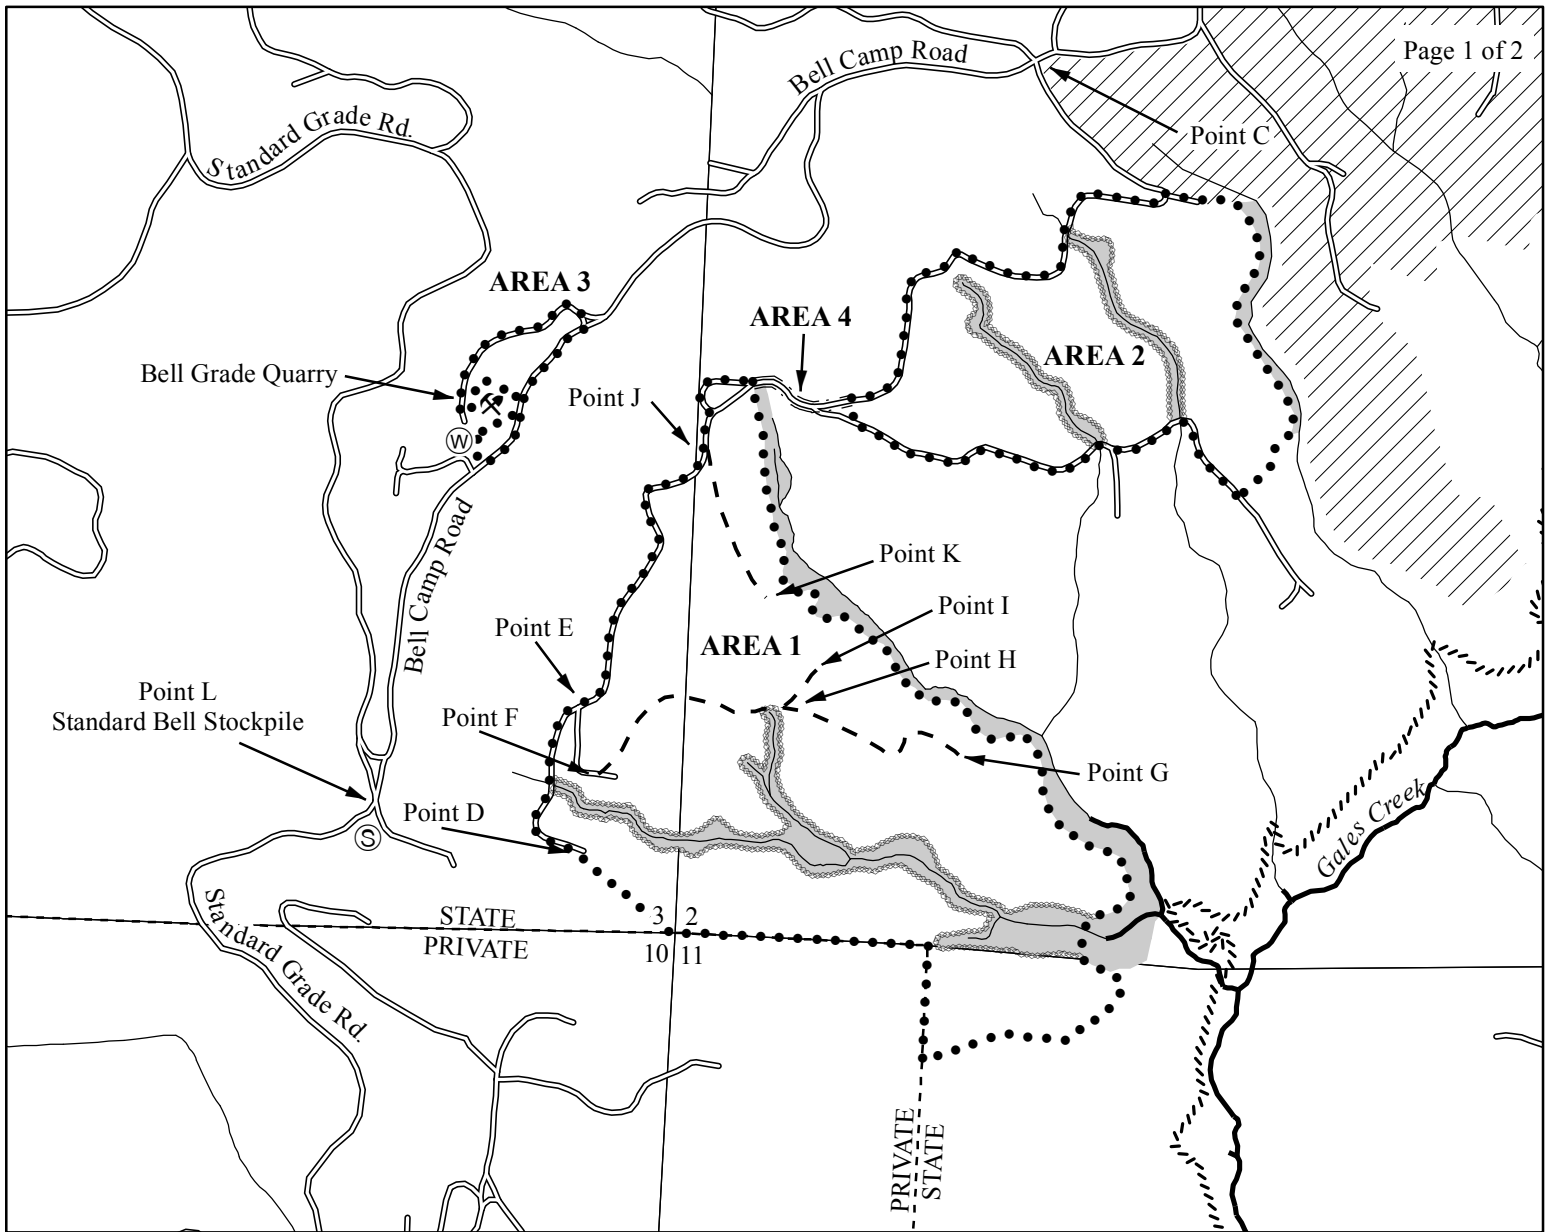 Page 1 of 2
Bell Camp Road
Standard Grade Rd.
Point C
AREA 3
AREA 4
AREA 2
Bell Grade Quarry
Point J
W
Bell Camp Road
Point K
Point I
Point E
AREA 1
Point H
Point L
Standard Bell Stockpile
Point F
Point G
Point D
Gales Creek
S
Standard Grade Rd.
STATE
PRIVATE
3 2
10 11
PRIVATE
STATE